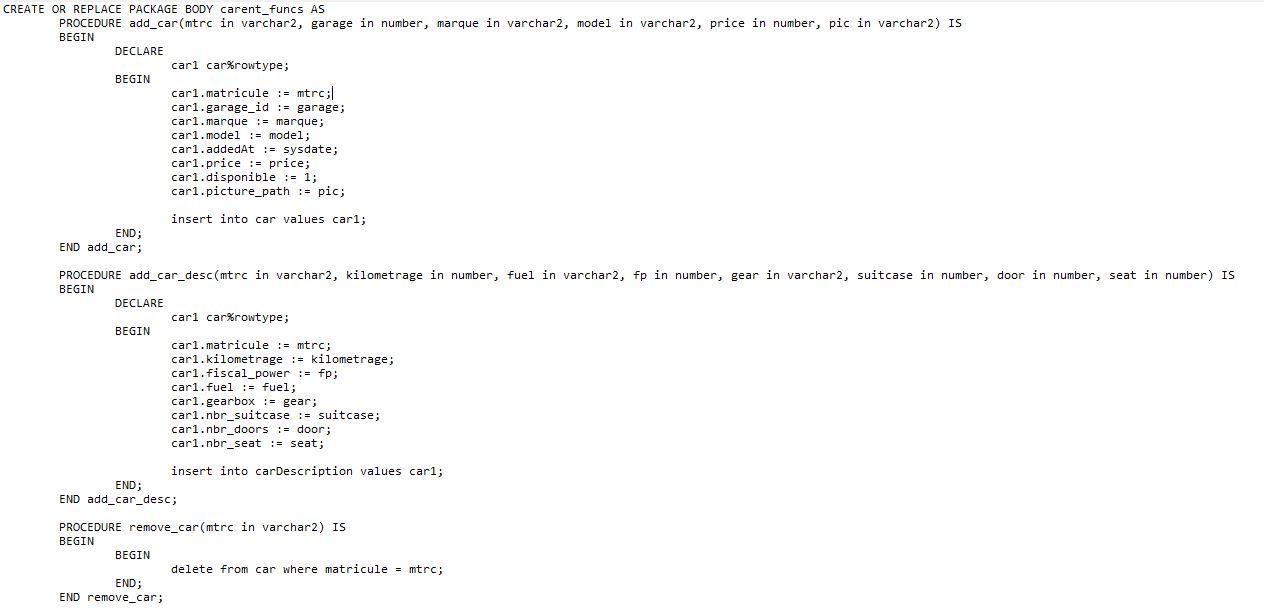 CREATE OR REPLACE PACKAGE BODY carent_funcs AS
PROCEDURE add_car(mtrc in varchar2, garage in number, marque in varchar2, model in varchar2, price in number, pic in varchar2) IS
BEGIN
DECLARE
car1 car%rowtype;
BEGIN
car1.matricule := mtrc;
car1.garage_id := garage;
car1.marque := marque;
car1.model := model;
car1.addedAt := sysdate;
car1.price := price;
car1.disponible := 1;
car1.picture_path := pic;
insert into car values car1;
END;
END add_car;
PROCEDURE add_car_desc(mtrc in varchar2, kilometrage in number, fuel in varchar2, fp in number, gear in varchar2, suitcase in number, door in number, seat in number) IS
BEGIN
DECLARE
car1 car%rowtype;
BEGIN
car1.matricule := mtrc;
car1.kilometrage := kilometrage;
car1.fiscal_power := fp;
car1.fuel := fuel;
car1.gearbox := gear;
car1.nbr_suitcase := suitcase;
car1.nbr_doors := door;
car1.nbr_seat := seat;
insert into carDescription values car1;
END;
END add_car_desc;
PROCEDURE remove_car(mtrc in varchar2) IS
BEGIN
BEGIN
delete from car where matricule = mtrc;
END;
END remove_car;